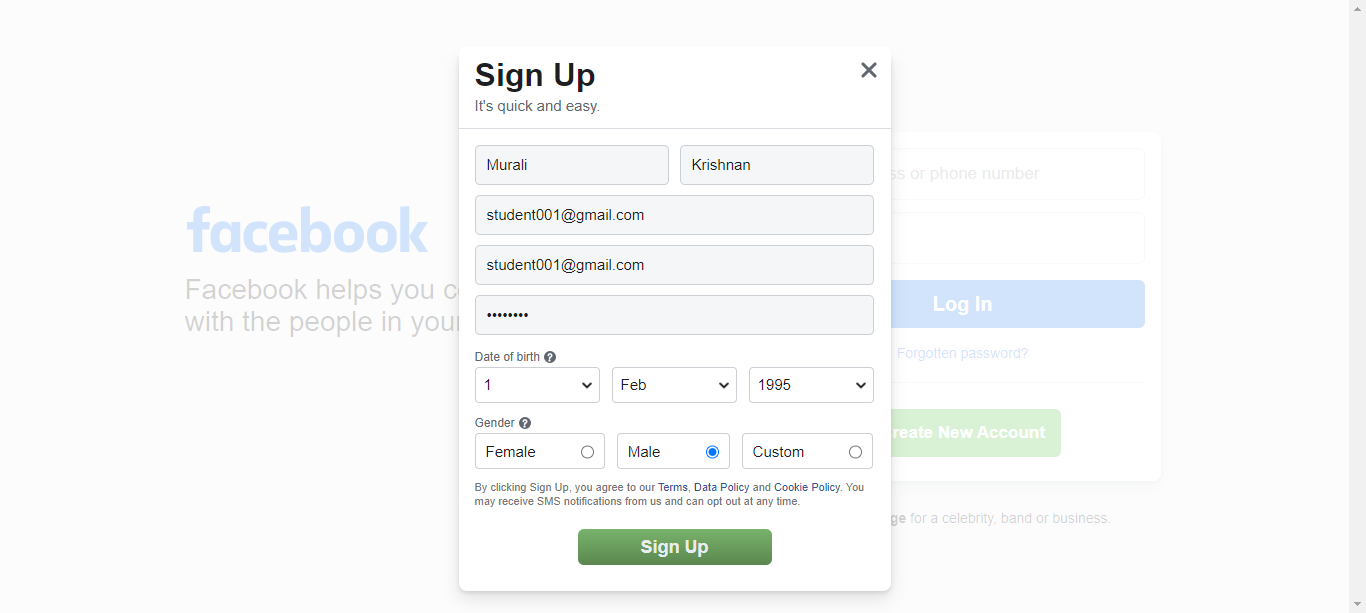 Sign Up
It's quick and easy.
Murali Krishnan
student001@gmail.com
student001@gmail.com
••••••••
Date of birth ?
1 Feb 1995
Gender ?
Female Male Custom
By clicking Sign Up, you agree to our Terms, Data Policy and Cookie Policy. You
may receive SMS notifications from us and can opt out at any time.
Sign Up
facebook
Facebook helps you
with the people in your
or phone number
Log In
Forgotten password?
New Account
for a celebrity, band or business.